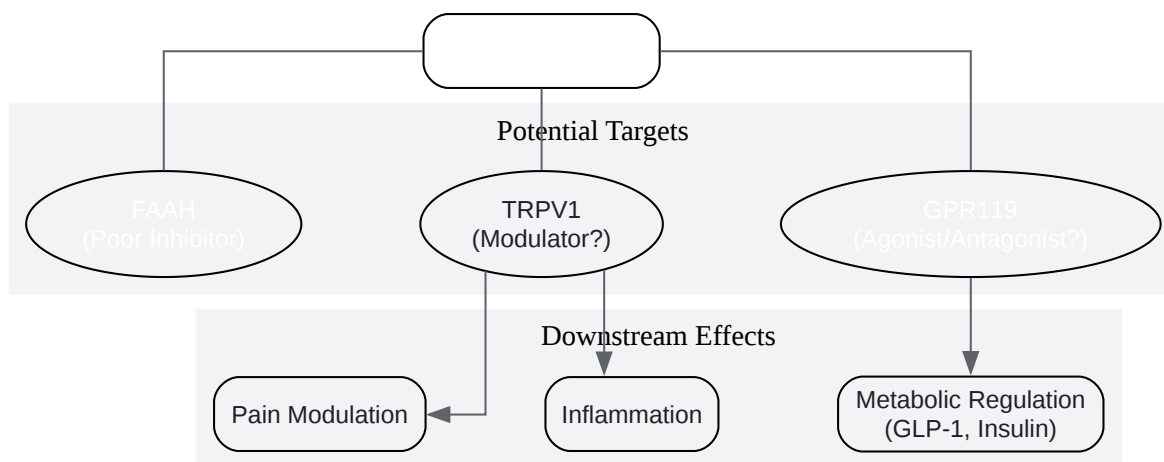 Potential Targets
FAAH
(Poor Inhibitor)
TRPV1
(Modulator?)
GPR119
(Agonist/Antagonist?)
Downstream Effects
Pain Modulation
Inflammation
Metabolic Regulation
(GLP-1, Insulin)